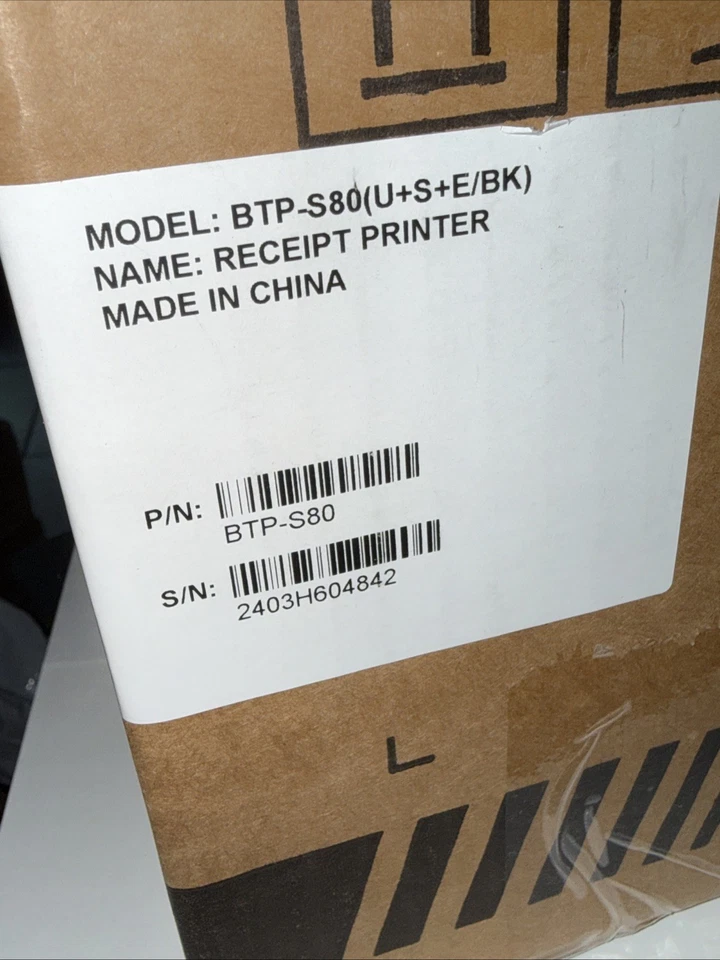 MODEL: BTP-S80(U+S+E/BK)
NAME: RECEIPT PRINTER
MADE IN CHINA
P/N:
BTP-S80
S/N:
2403H604842